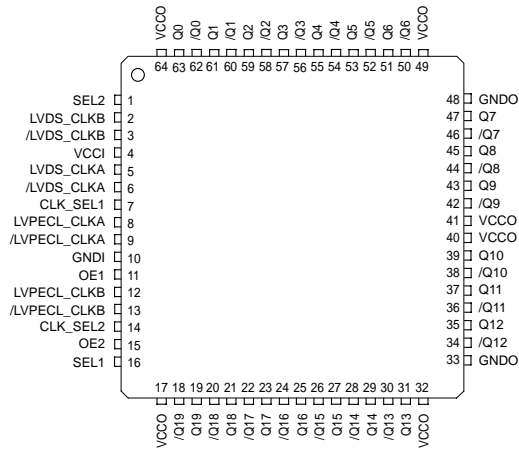 VCCO Q0 /Q0 Q1 /Q1 Q2 /Q2 Q3 /Q3 Q4 /Q4 Q5 /Q5 Q6 /Q6 VCCO
64 63 62 61 60 59 58 57 56 55 54 53 52 51 50 49
SEL2 1
LVDS_CLKB 2
/LVDS_CLKB 3
VCCI 4
LVDS_CLKA 5
/LVDS_CLKA 6
CLK_SEL1 7
LVPECL_CLKA 8
/LVPECL_CLKA 9
GNDI 10
OE1 11
LVPECL_CLKB 12
/LVPECL_CLKB 13
CLK_SEL2 14
OE2 15
SEL1 16
48 GNDO
47 Q7
46 /Q7
45 Q8
44 /Q8
43 Q9
42 /Q9
41 VCCO
40 VCCO
39 Q10
38 /Q10
37 Q11
36 /Q11
35 Q12
34 /Q12
33 GNDO
17 18 19 20 21 22 23 24 25 26 27 28 29 30 31 32
VCCO /Q19 Q19 /Q18 Q18 /Q17 Q17 /Q16 Q16 /Q15 Q15 /Q14 Q14 /Q13 Q13 VCCO